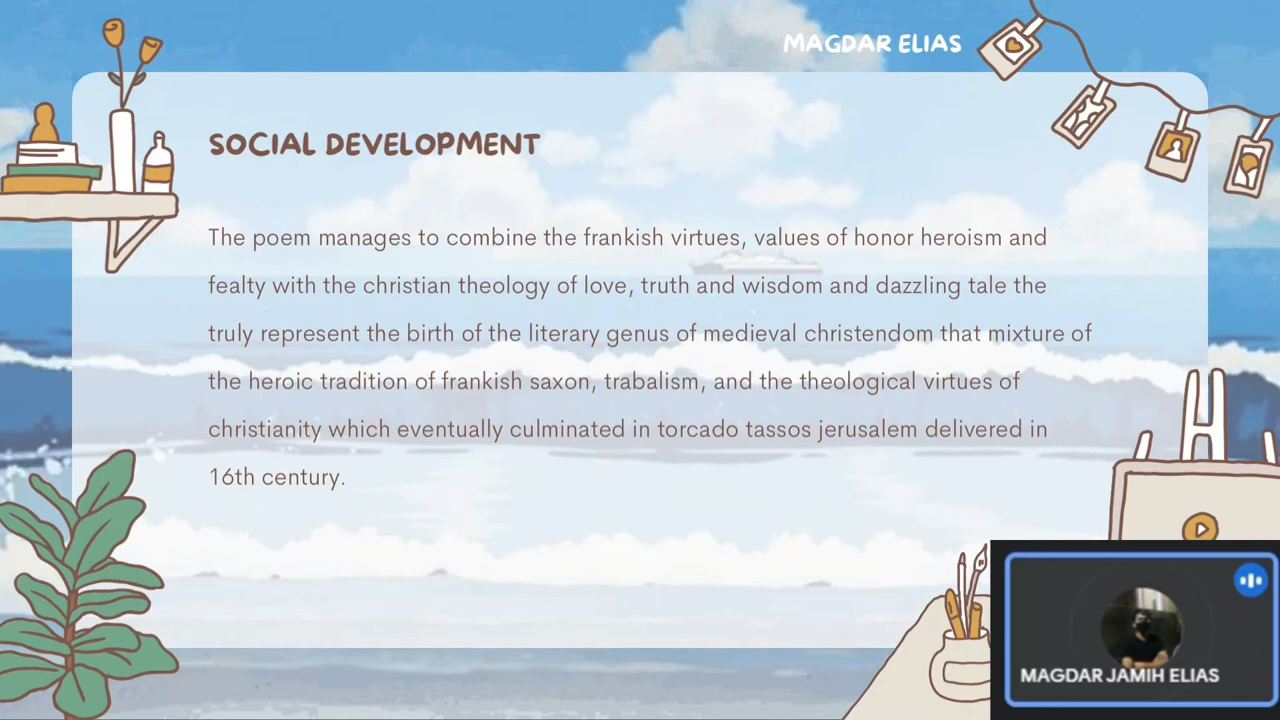 MAGDAR ELIAS
SOCIAL DEVELOPMENT
The poem manages to combine the frankish virtues, values of honor heroism and
fealty with the christian theology of love, truth and wisdom and dazzling tale the
truly represent the birth of the literary genus of medieval christendom that mixture of
the heroic tradition of frankish saxon, trabalism, and the theological virtues of
christianity which eventually culminated in torcado tassos jerusalem delivered in
16th century.
MAGDAR JAMIH ELIAS